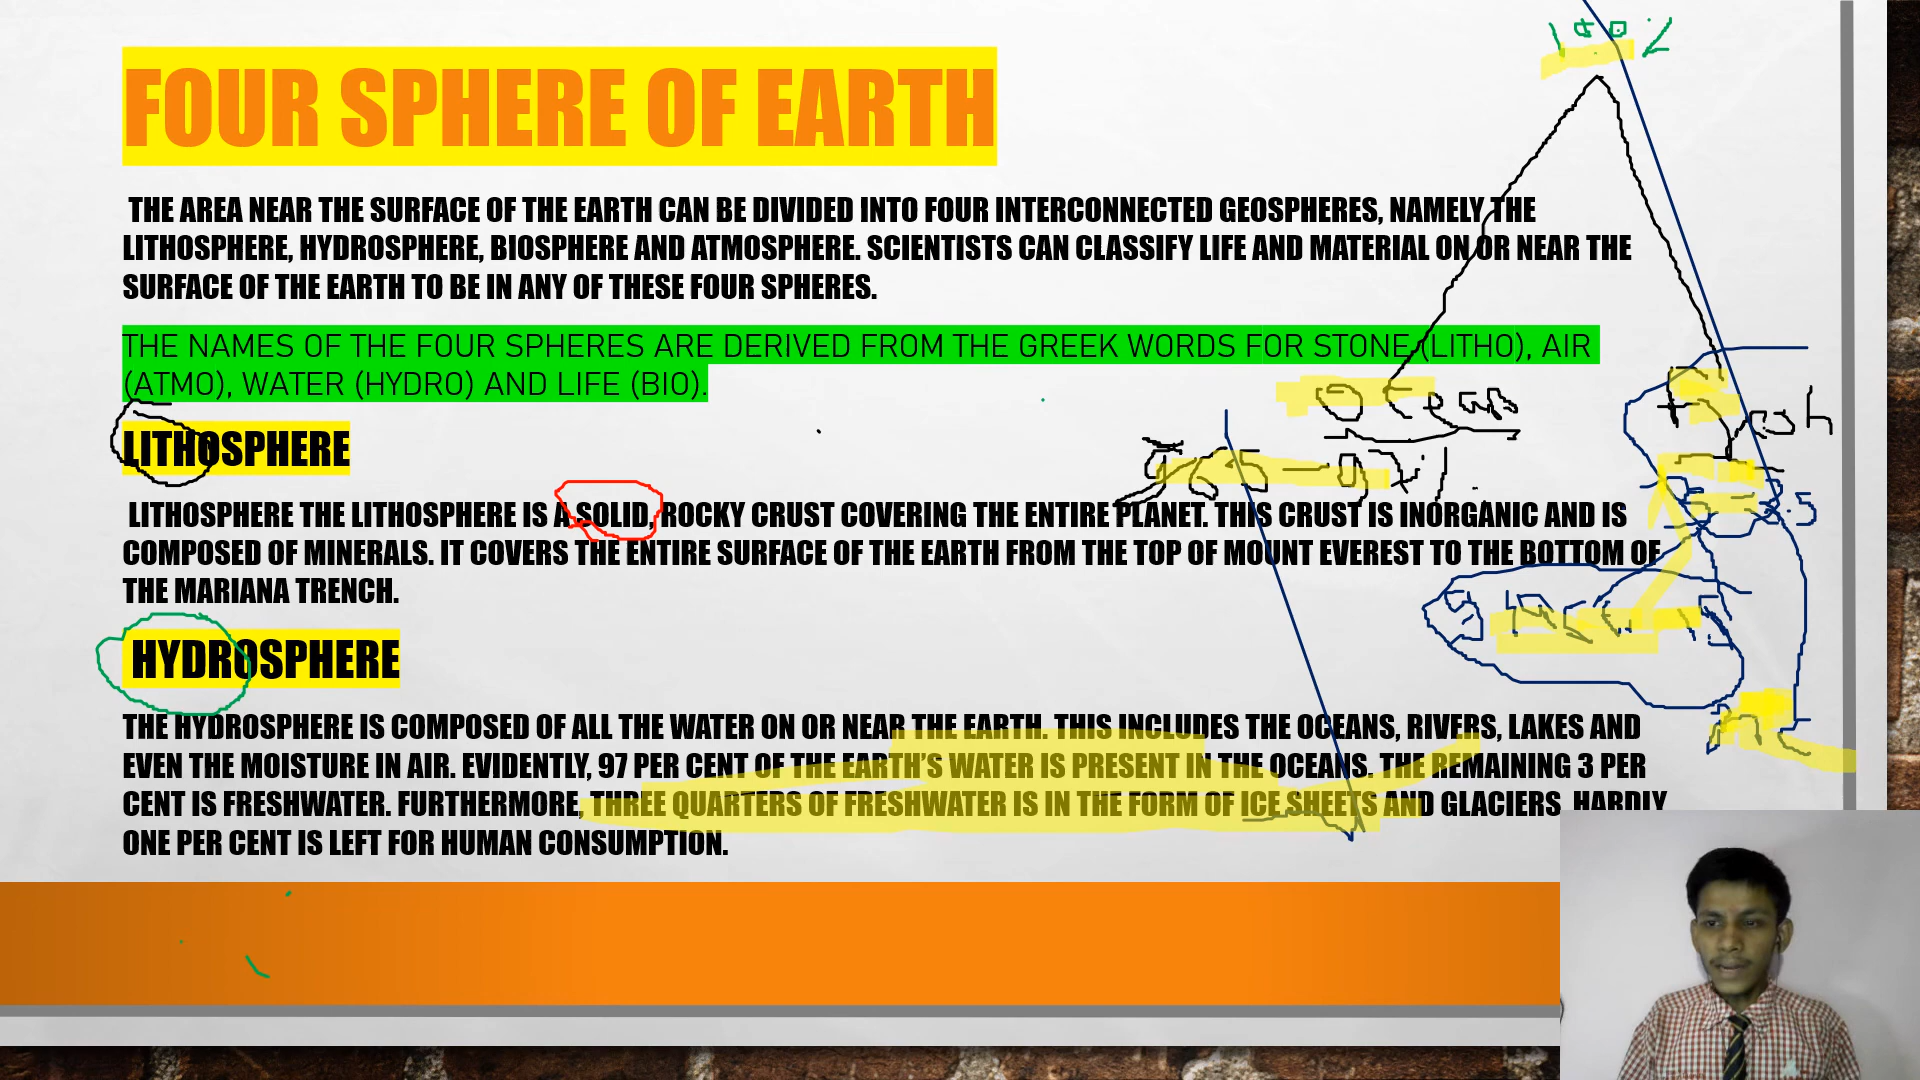 FOUR SPHERE OF EARTH
THE AREA NEAR THE SURFACE OF THE EARTH CAN BE DIVIDED INTO FOUR INTERCONNECTED GEOSPHERES, NAMELY THE
LITHOSPHERE, HYDROSPHERE, BIOSPHERE AND ATMOSPHERE. SCIENTISTS CAN CLASSIFY LIFE AND MATERIAL ON OR NEAR THE
SURFACE OF THE EARTH TO BE IN ANY OF THESE FOUR SPHERES.
THE NAMES OF THE FOUR SPHERES ARE DERIVED FROM THE GREEK WORDS FOR STONE (LITHO), AIR
(ATMO), WATER (HYDRO) AND LIFE (BIO).
LITHOSPHERE
LITHOSPHERE THE LITHOSPHERE IS A SOLID, ROCKY CRUST COVERING THE ENTIRE PLANET. THIS CRUST IS INORGANIC AND IS
COMPOSED OF MINERALS. IT COVERS THE ENTIRE SURFACE OF THE EARTH FROM THE TOP OF MOUNT EVEREST TO THE BOTTOM OF
THE MARIANA TRENCH.
HYDROSPHERE
THE HYDROSPHERE IS COMPOSED OF ALL THE WATER ON OR NEAR THE EARTH. THIS INCLUDES THE OCEANS, RIVERS, LAKES AND
EVEN THE MOISTURE IN AIR. EVIDENTLY, 97 PER CENT OF THE EARTH'S WATER IS PRESENT IN THE OCEANS. THE REMAINING 3 PER
CENT IS FRESHWATER. FURTHERMORE, THREE QUARTERS OF FRESHWATER IS IN THE FORM OF ICE SHEETS AND GLACIERS. HARDLY
ONE PER CENT IS LEFT FOR HUMAN CONSUMPTION.
100%
Ocean